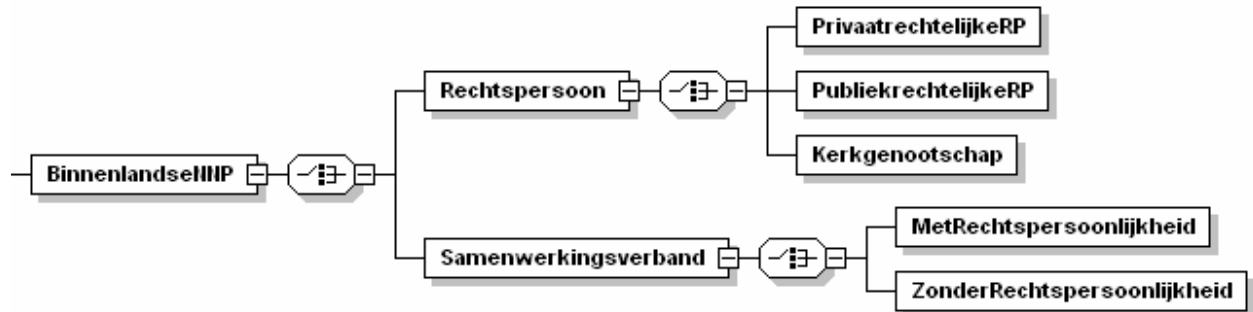 PrivaatrechtelijkeRP
Rechtspersoon
PubliekrechtelijkeRP
Kerkgenootschap
BinnenlandseNNP
MetRechtspersoonlijkheid
Samenwerkingsverband
ZonderRechtspersoonlijkheid